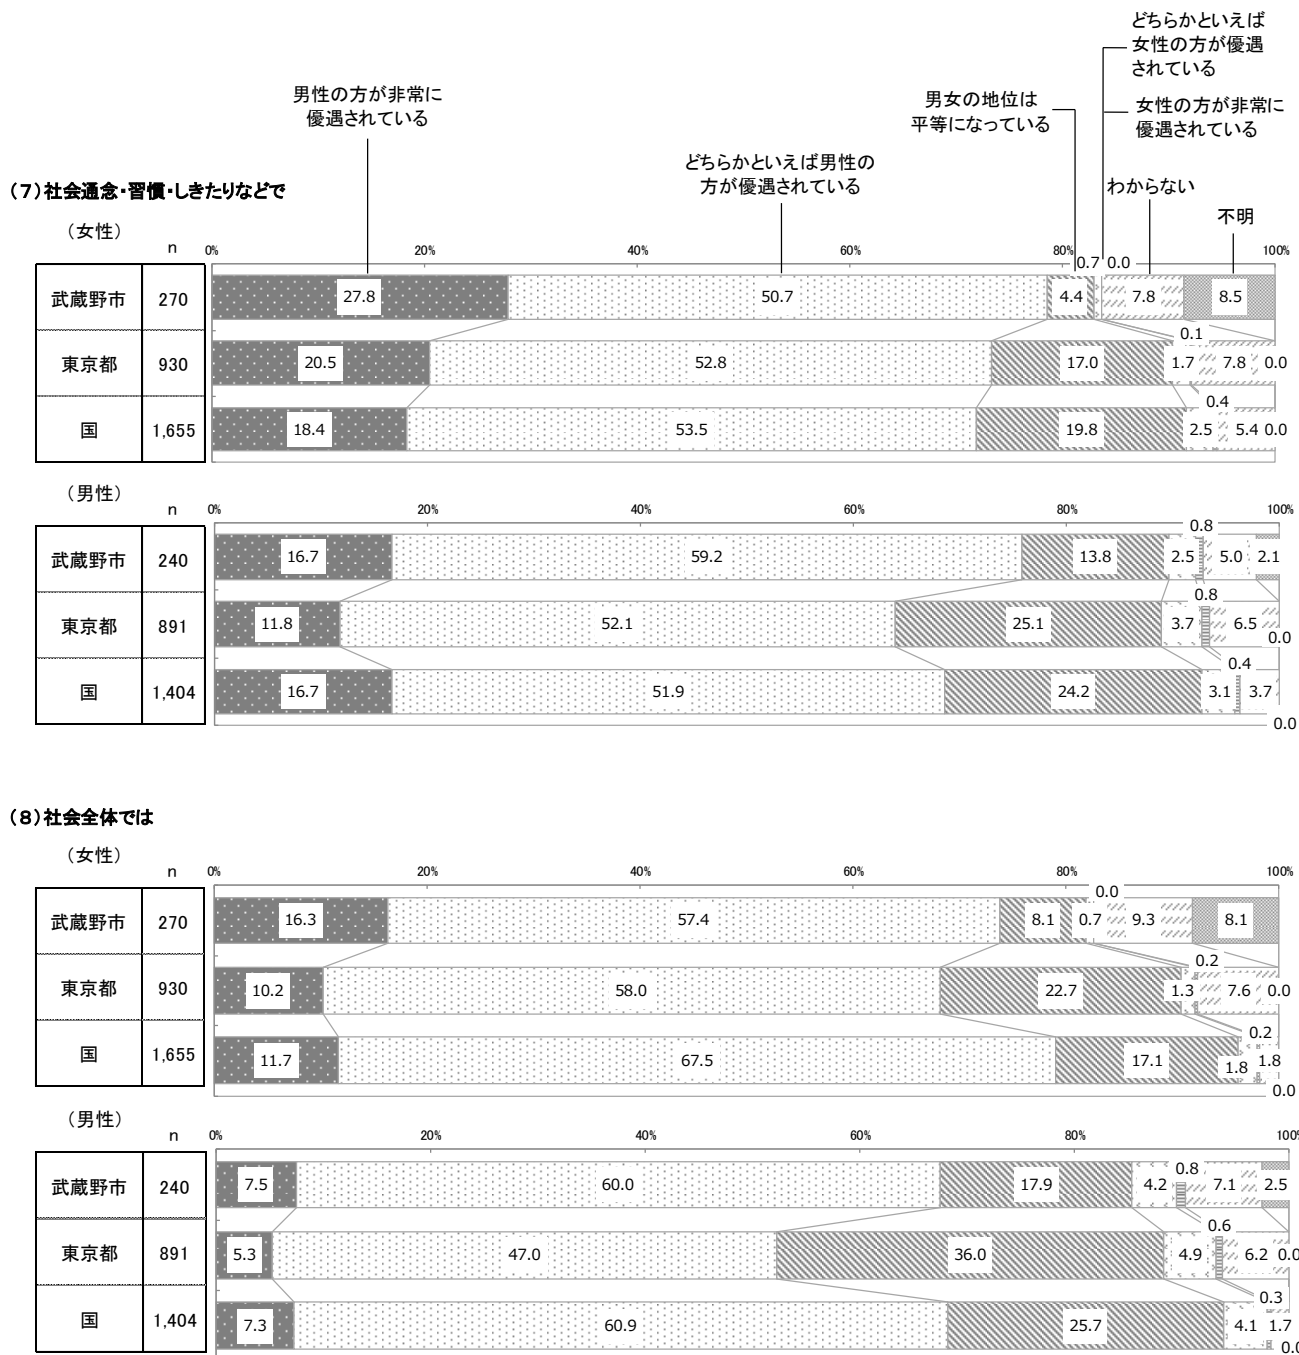 どちらかといえば
女性の方が優遇
されている
男性の方が非常に
優遇されている
男女の地位は
平等になっている
女性の方が非常に
優遇されている
どちらかといえば男性の
方が優遇されている
わからない
不明
(7)社会通念・習慣・しきたりなどで
(女性)
n 0% 20% 40% 60% 80% 100%
0.7 0.0
武蔵野市 270 27.8 50.7 4.4 7.8 8.5
0.1
東京都 930 20.5 52.8 17.0 1.7 7.8 0.0
0.4
国 1,655 18.4 53.5 19.8 2.5 5.4 0.0
(男性)
n 0% 20% 40% 60% 80% 100%
0.8
武蔵野市 240 16.7 59.2 13.8 2.5 5.0 2.1
0.8
東京都 891 11.8 52.1 25.1 3.7 6.5 0.0
0.4
国 1,404 16.7 51.9 24.2 3.1 3.7
0.0
(8)社会全体では
(女性)
n 0% 20% 40% 60% 80% 100%
0.0
武蔵野市 270 16.3 57.4 8.1 0.7 9.3 8.1
0.2
東京都 930 10.2 58.0 22.7 1.3 7.6 0.0
0.2
国 1,655 11.7 67.5 17.1 1.8 1.8
0.0
(男性)
n 0% 20% 40% 60% 80% 100%
0.8
武蔵野市 240 7.5 60.0 17.9 4.2 7.1 2.5
0.6
東京都 891 5.3 47.0 36.0 4.9 6.2 0.0
0.3
国 1,404 7.3 60.9 25.7 4.1 1.7
0.0